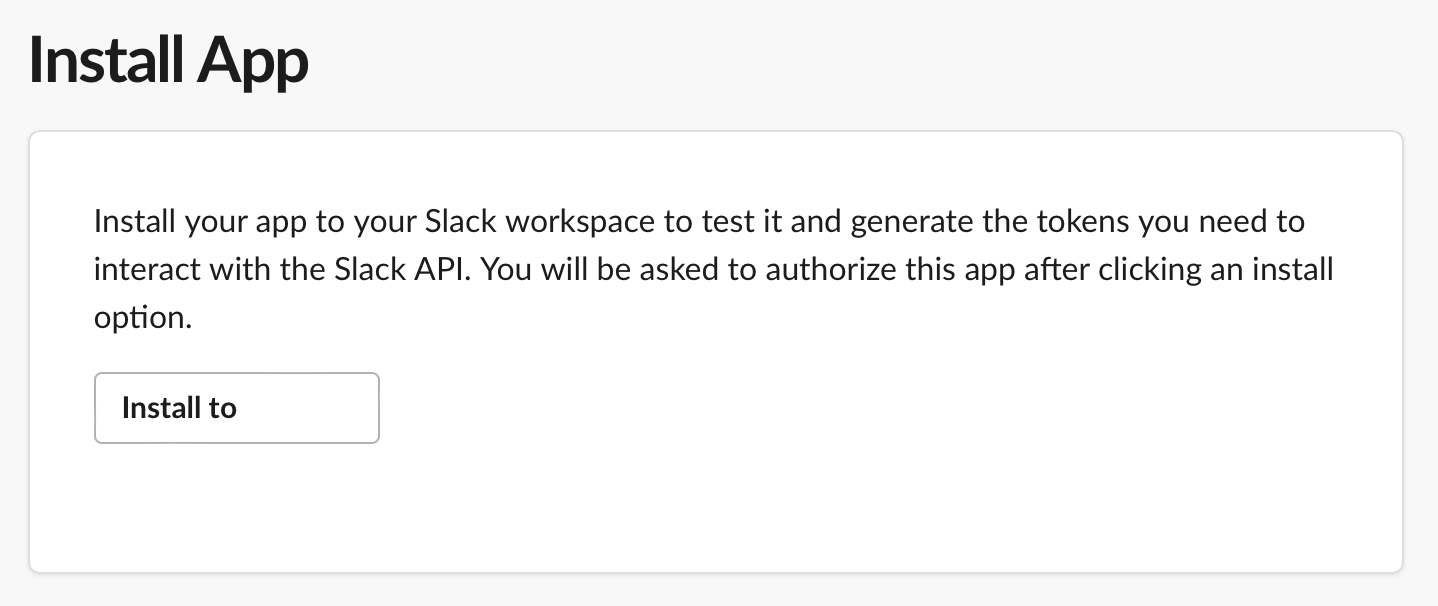 Install App
Install your app to your Slack workspace to test it and generate the tokens you need to
interact with the Slack API. You will be asked to authorize this app after clicking an install
option.
Install to